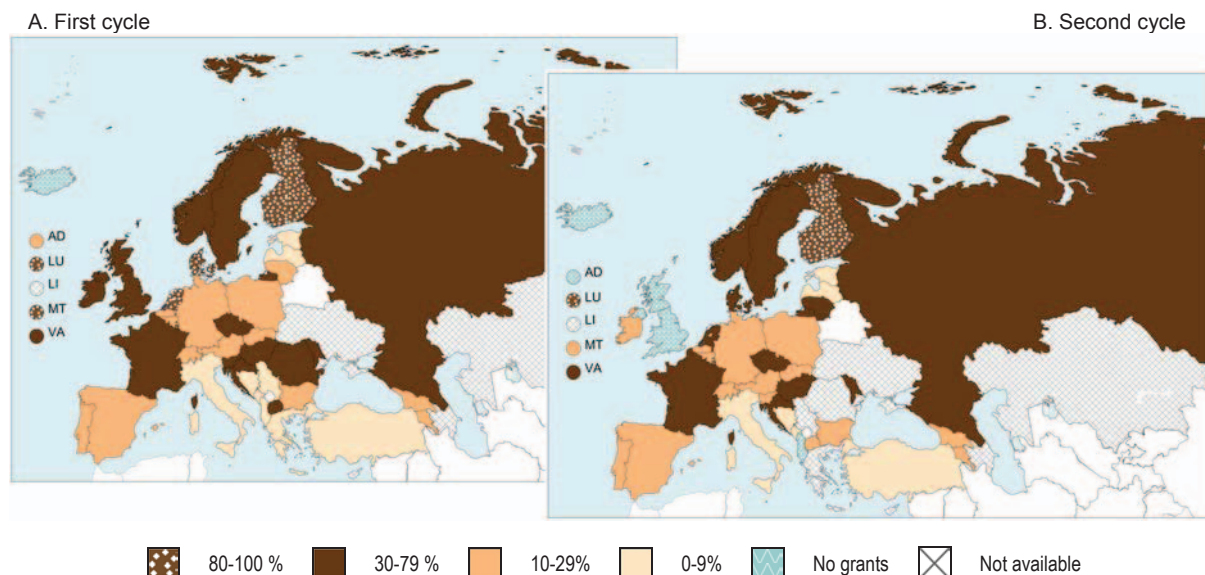 A. First cycle
B. Second cycle
AD
LU
LI
MT
VA
AD
LU
LI
MT
VA
80-100 %
30-79 %
10-29%
0-9%
No grants
Not available